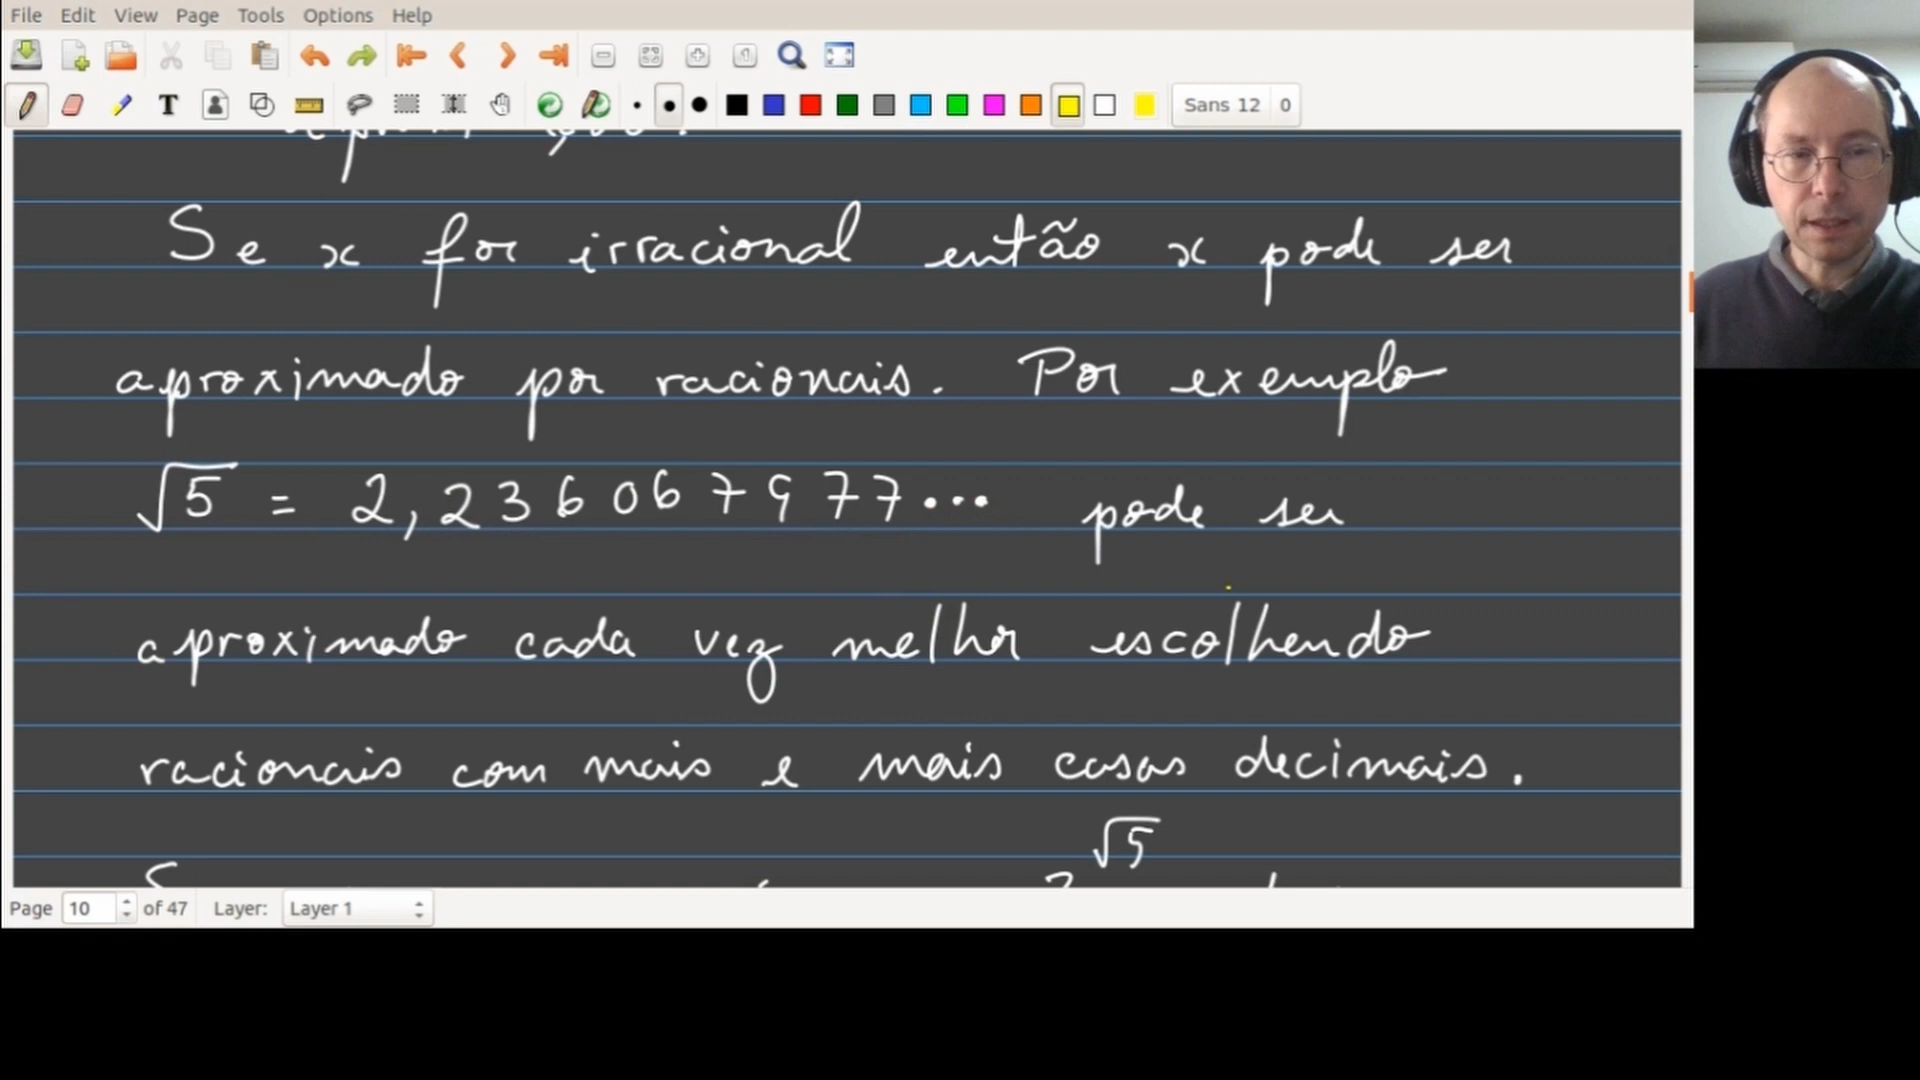 File Edit View Page Tools Options Help
T Sans 12 0
Se x for irracional então x pode ser
aproximado por racionais. Por exemplo
√5 = 2,236067977... pode ser
aproximado cada vez melhor escolhendo
racionais com mais e mais casas decimais.
√5
Page 10 of 47 Layer: Layer 1